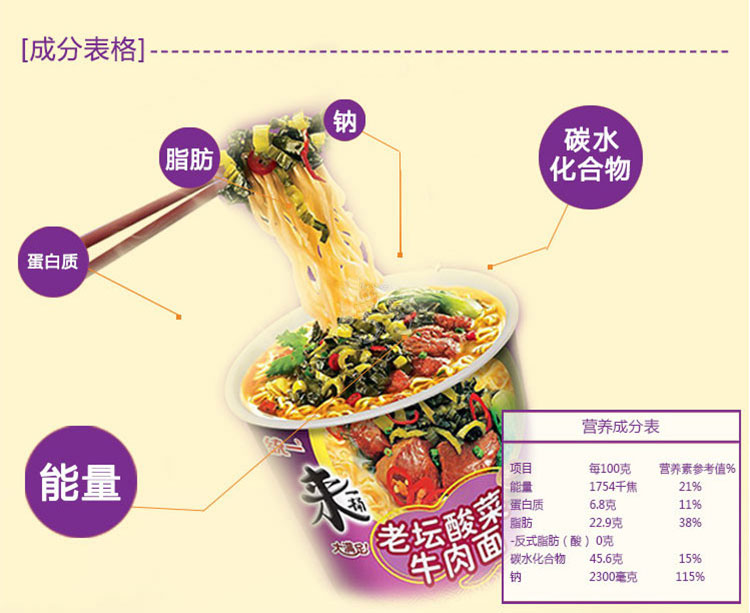 [成分表格]
钠
脂肪
碳水
化合物
蛋白质
能量
统一
来一桶
大满足!
老坛酸菜
牛肉面
营养成分表
项目 每100克 营养素参考值%
能量 1754千焦 21%
蛋白质 6.8克 11%
脂肪 22.9克 38%
-反式脂肪（酸）0克
碳水化合物 45.6克 15%
钠 2300毫克 115%